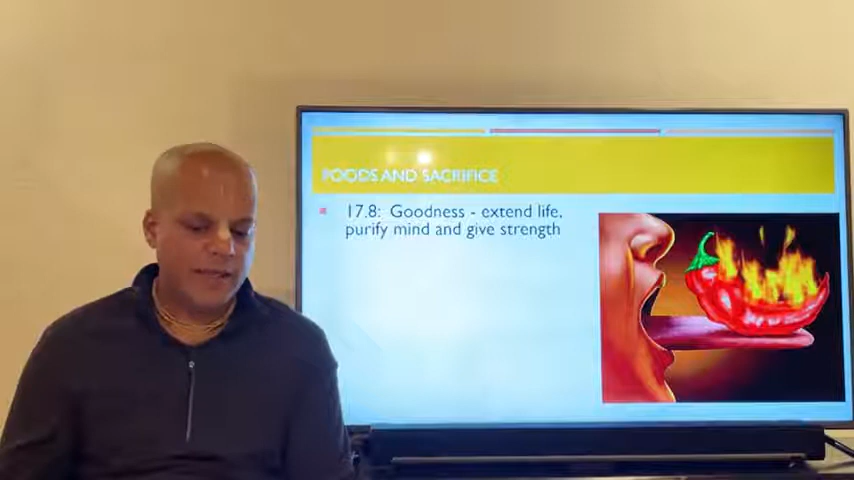 FOODS AND SACRIFICE
17.8: Goodness - extend life,
purify mind and give strength